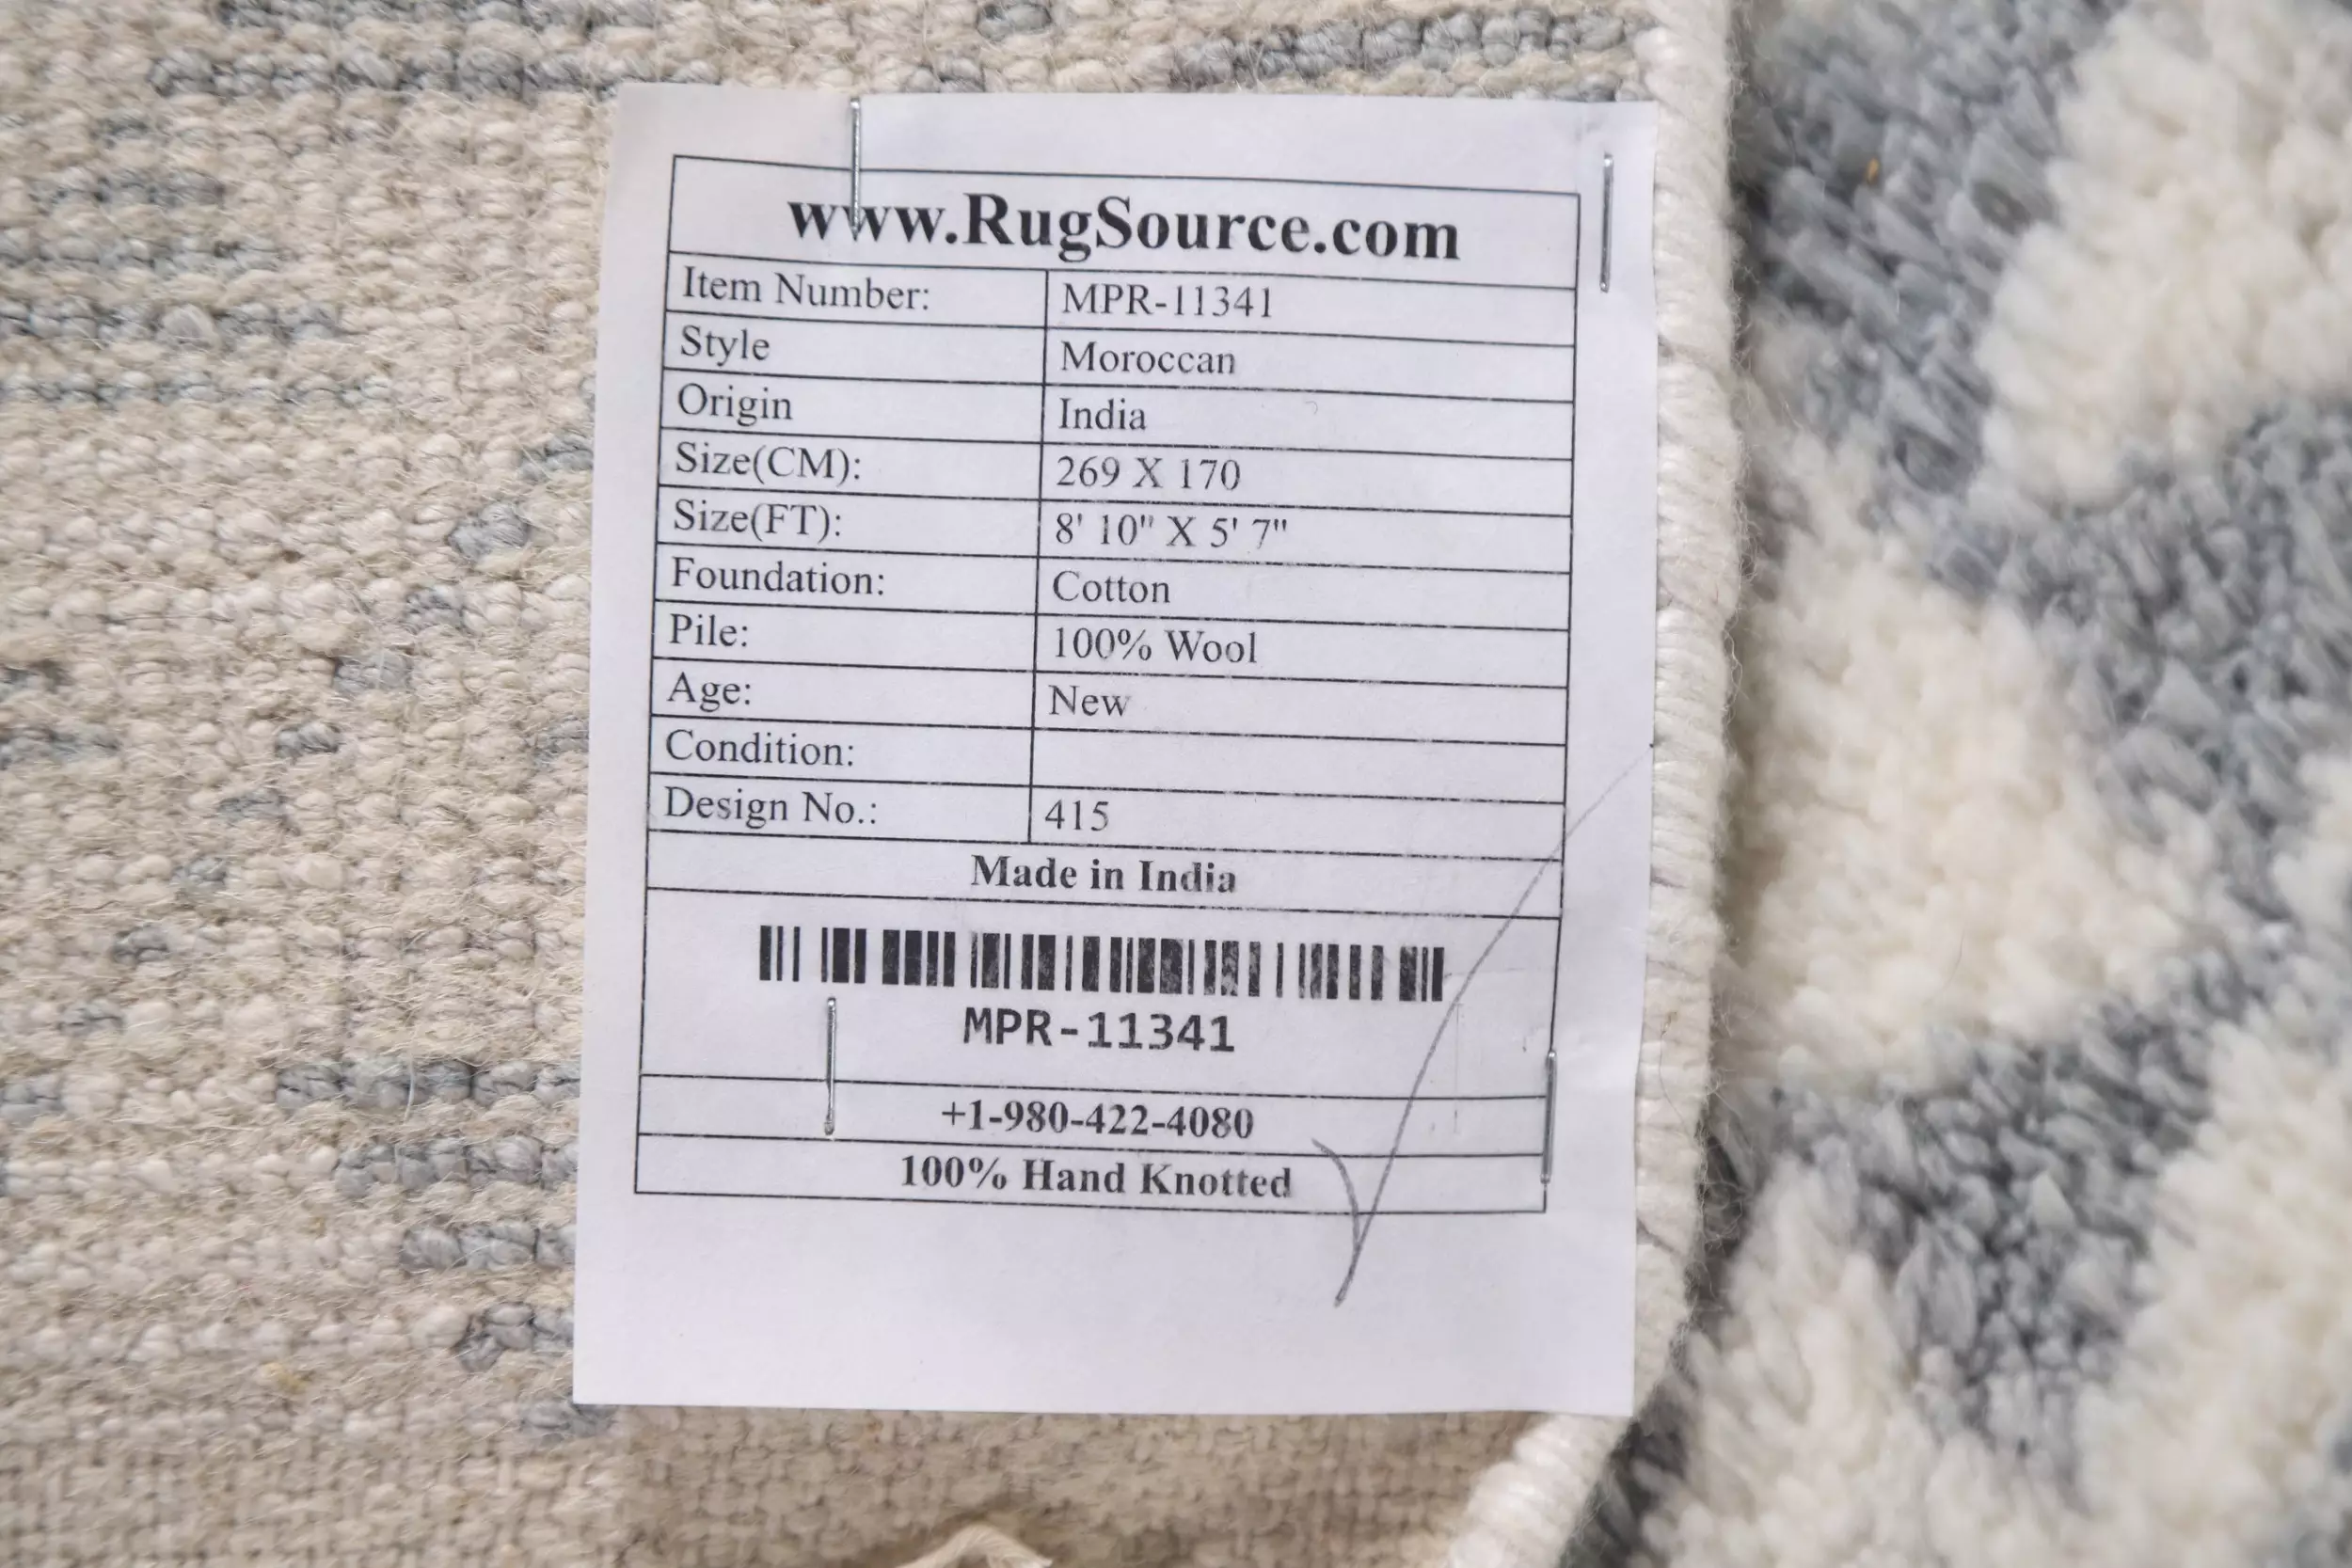 www.RugSource.com
Item Number: MPR-11341
Style Moroccan
Origin India
Size(CM): 269 X 170
Size(FT): 8' 10" X 5' 7"
Foundation: Cotton
Pile: 100% Wool
Age: New
Condition:
Design No.: 415
Made in India
MPR-11341
+1-980-422-4080
100% Hand Knotted